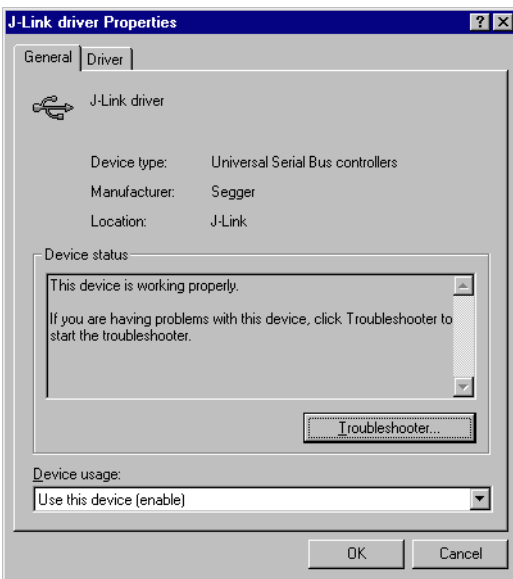 J-Link driver Properties
General Driver
J-Link driver
Device type: Universal Serial Bus controllers
Manufacturer: Segger
Location: J-Link
Device status
This device is working properly.
If you are having problems with this device, click Troubleshooter to
start the troubleshooter.
Troubleshooter...
Device usage:
Use this device (enable)
OK Cancel